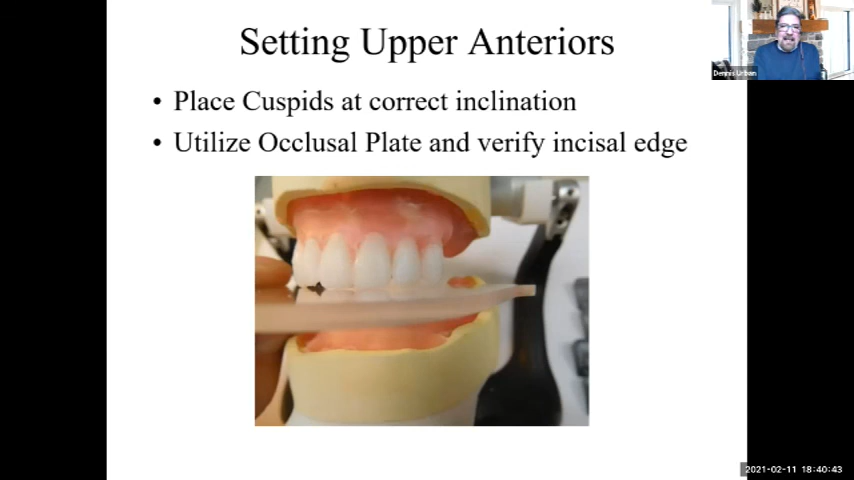 Setting Upper Anteriors
• Place Cuspids at correct inclination
• Utilize Occlusal Plate and verify incisal edge
Dennis Urban
2021-02-11 18:40:43